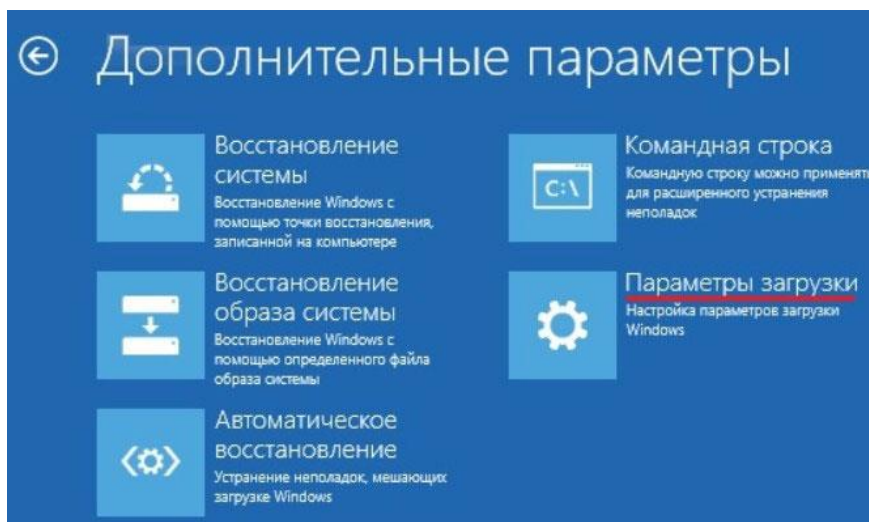 Дополнительные параметры
Восстановление
системы
Восстановление Windows с
помощью точки восстановления,
записанной на компьютере
Восстановление
образа системы
Восстановление Windows с
помощью определенного файла
образа системы
Автоматическое
восстановление
Устранение неполадок, мешающих
загрузке Windows
Командная строка
Командную строку можно применять
для расширенного устранения
неполадок
C:\
Параметры загрузки
Настройка параметров загрузки
Windows